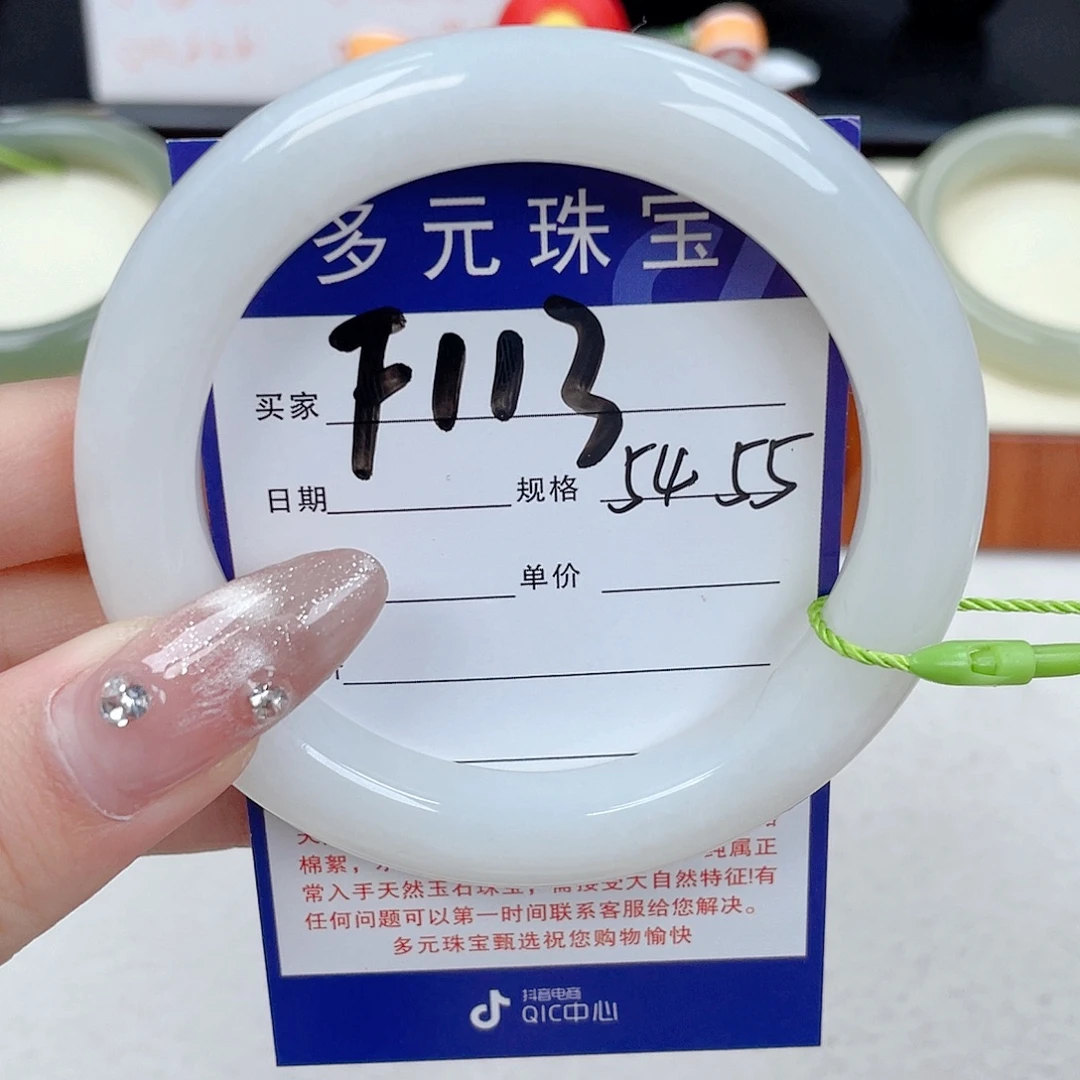 多元珠宝
买家 F113
日期 规格 54 55
单价
棉絮， 纯属正
常入手天然玉石珠宝，需接受大自然特征!有
任何问题可以第一时间联系客服给您解决。
多元珠宝甄选祝您购物愉快
抖音电商
QIC中心